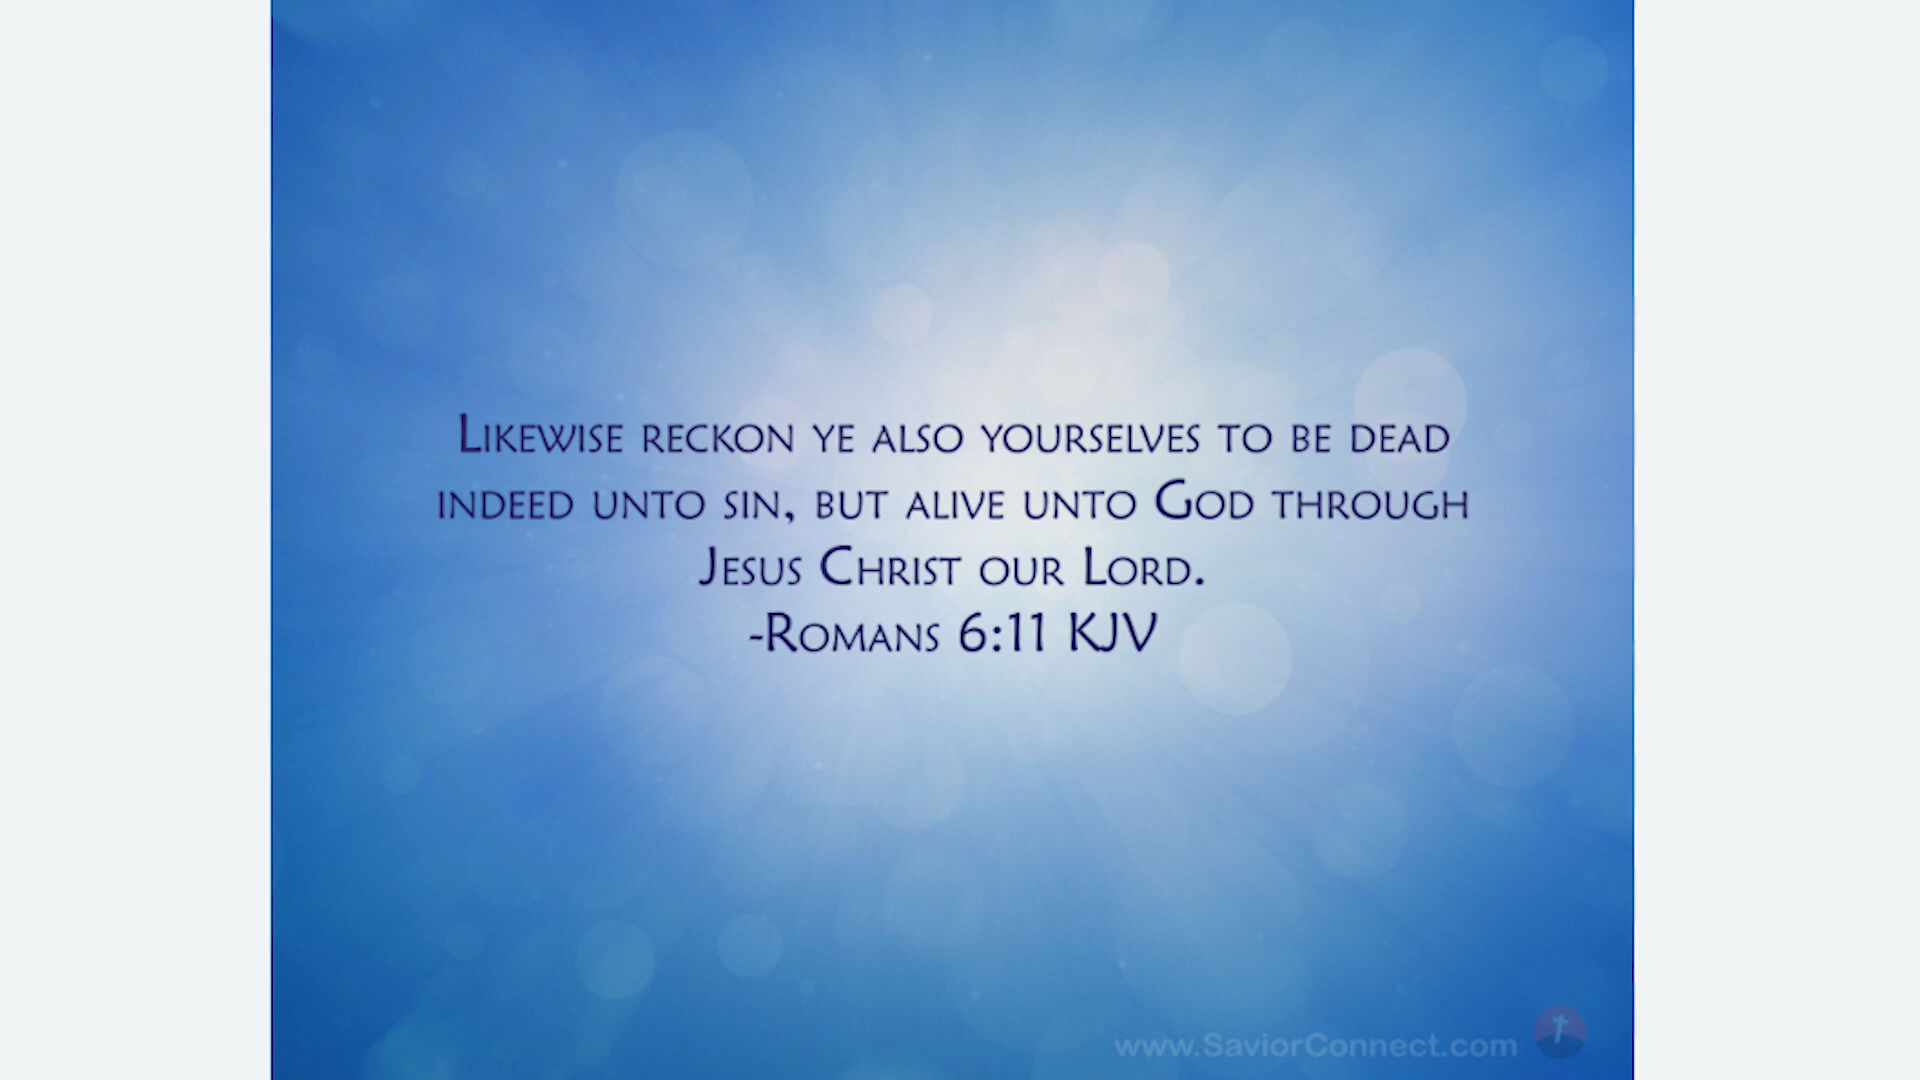 Likewise reckon ye also yourselves to be dead
indeed unto sin, but alive unto God through
Jesus Christ our Lord.
-Romans 6:11 KJV
www.SaviorConnect.com